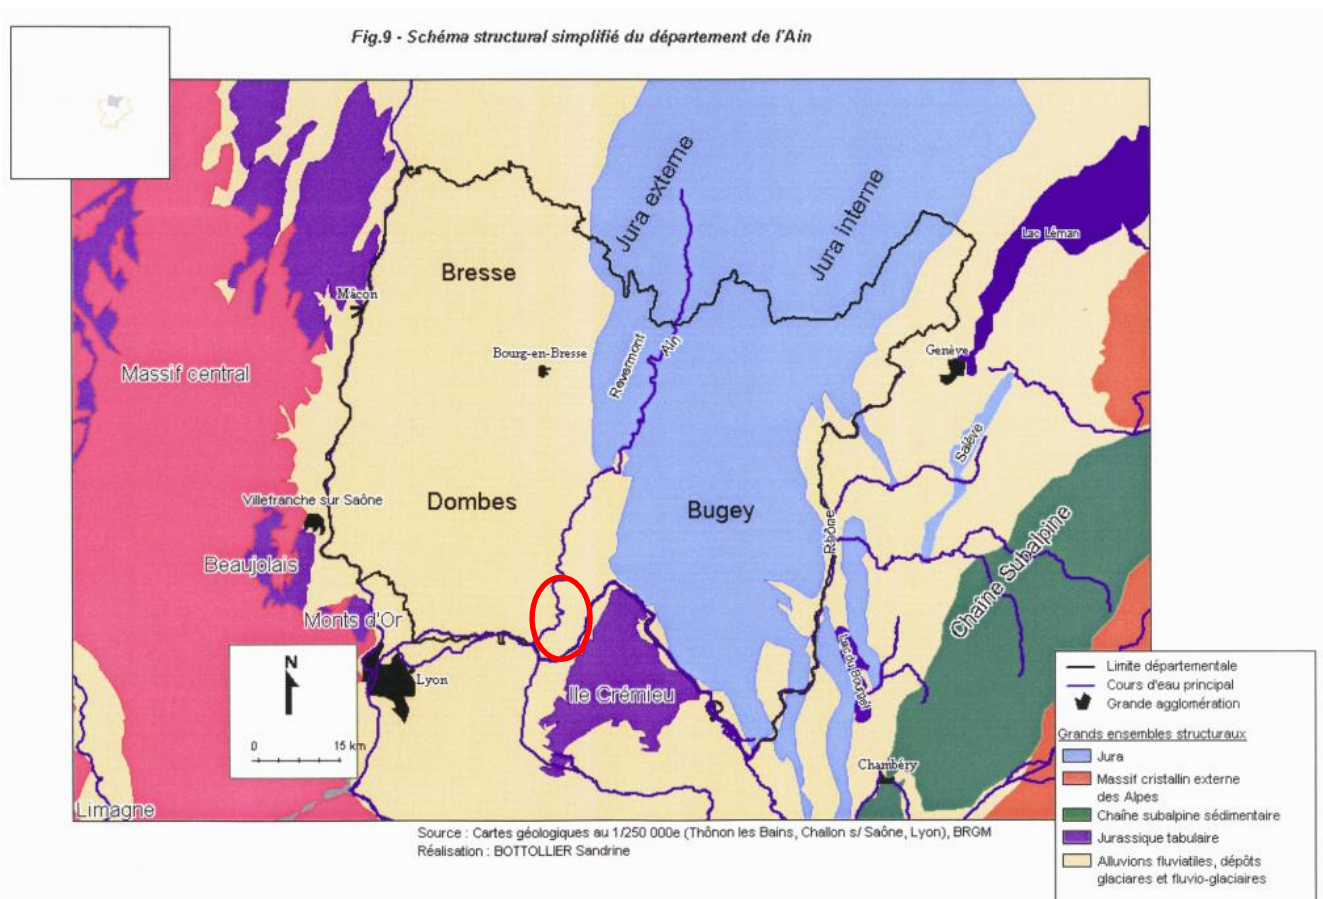 Fig.9 - Schéma structural simplifié du département de l'Ain
Jura externe
Jura interne
Lac Léman
Bresse
Mâcon
Bourg-en-Bresse
Revermont
Ain
Genève
Massif central
Salève
Villefranche sur Saône
Dombes
Bugey
Rhône
Beaujolais
Chaîne Subalpine
Monts d'Or
Lac du Bourget
N
Lyon
Ile Crémieu
0 15 km
Chambéry
Limagne
Limite départementale
Cours d'eau principal
Grande agglomération
Grands ensembles structuraux
Jura
Massif cristallin externe
des Alpes
Chaîne subalpine sédimentaire
Jurassique tabulaire
Alluvions fluviatiles, dépôts
glaciares et fluvio-glaciaires
Source : Cartes géologiques au 1/250 000e (Thônon les Bains, Challon s/ Saône, Lyon), BRGM
Réalisation : BOTTOLLIER Sandrine